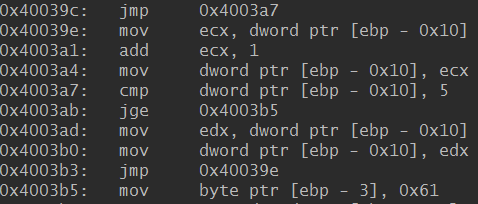 0x40039c: jmp 0x4003a7
0x40039e: mov ecx, dword ptr [ebp - 0x10]
0x4003a1: add ecx, 1
0x4003a4: mov dword ptr [ebp - 0x10], ecx
0x4003a7: cmp dword ptr [ebp - 0x10], 5
0x4003ab: jge 0x4003b5
0x4003ad: mov edx, dword ptr [ebp - 0x10]
0x4003b0: mov dword ptr [ebp - 0x10], edx
0x4003b3: jmp 0x40039e
0x4003b5: mov byte ptr [ebp - 3], 0x61